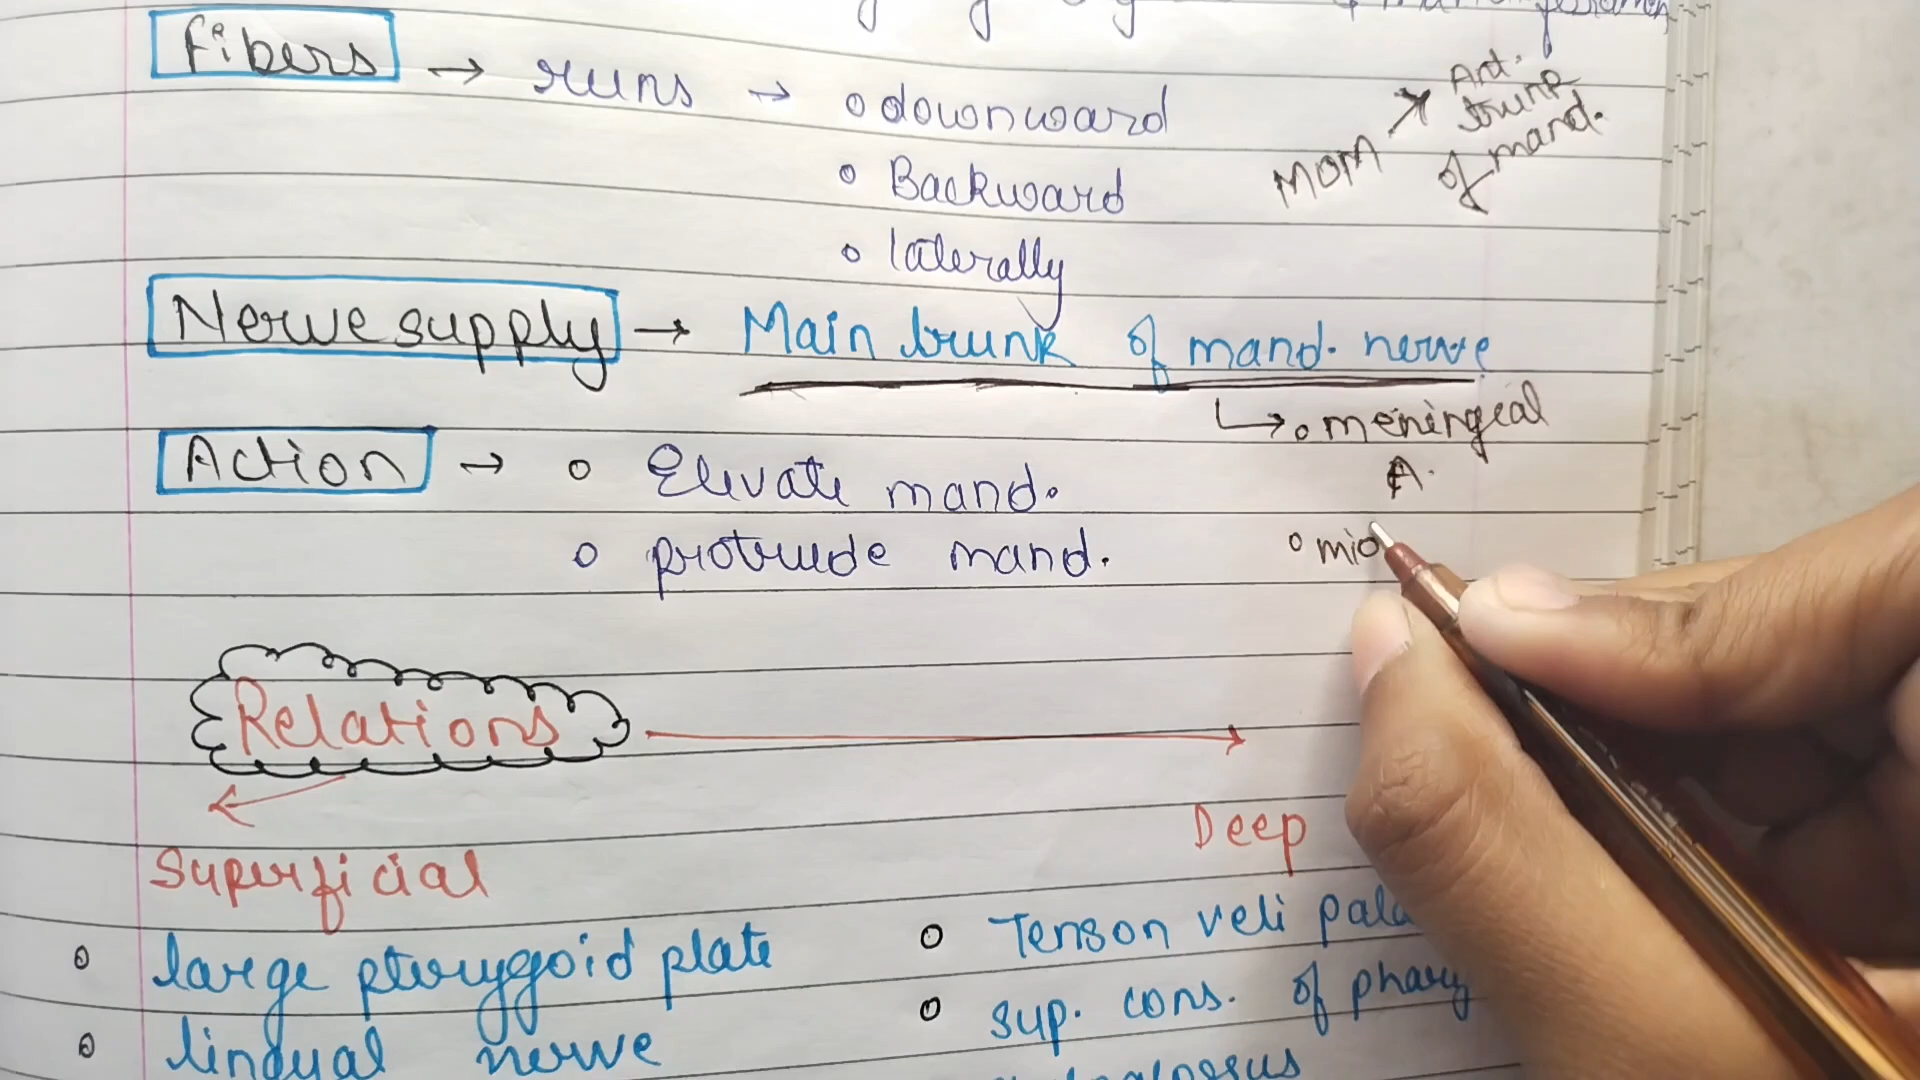 Fibers → runs → o downward
o Backward
o laterally
MOM → Ant.
trunk
of mand.
Nerve supply → Main trunk of mand. nerve
↳ o meningeal
A.
Action → o Elevate mand.
o protrude mand.
o mid
Relations
Superficial
Deep
o large pterygoid plate
o lingual nerve
o Tenson veli pala
o sup. cons. of phary